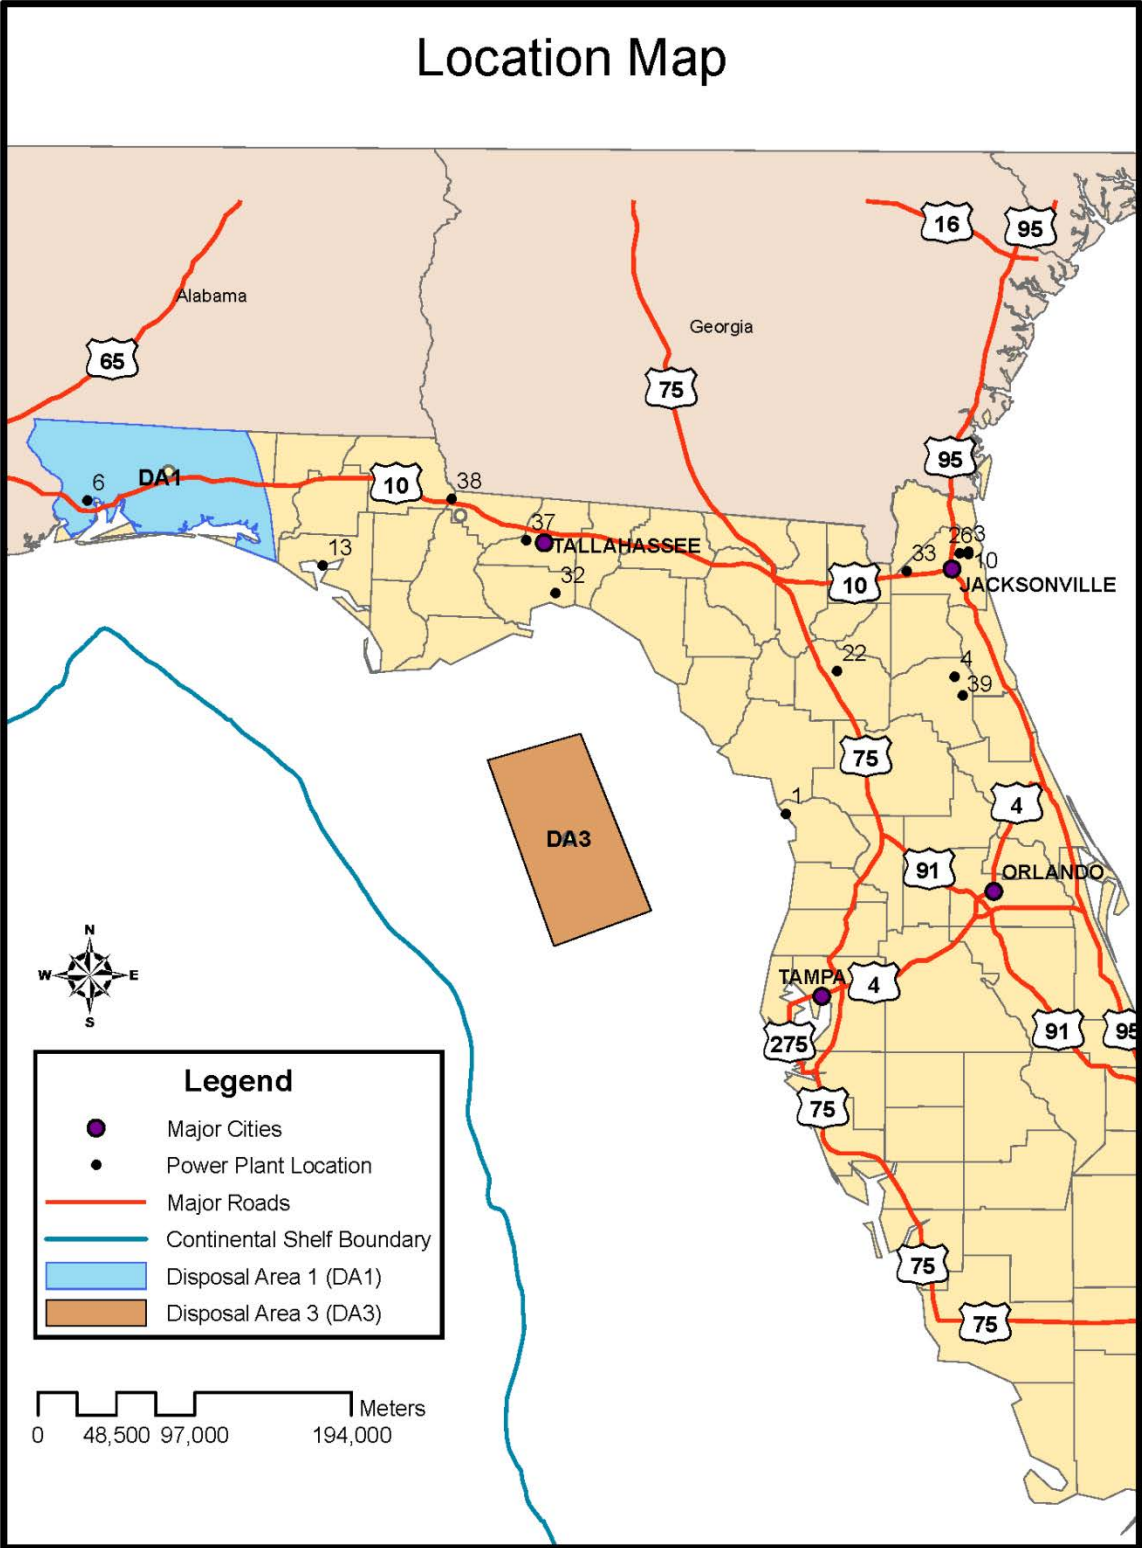 Location Map
16
95
Alabama
Georgia
65
75
95
6
DA1
10
38
37
TALLAHASSEE
13
32
33
10
JACKSONVILLE
10
22
4
39
75
1
4
DA3
91
ORLANDO
N
W
E
S
TAMPA
4
275
91
95
75
Legend
Major Cities
Power Plant Location
Major Roads
Continental Shelf Boundary
Disposal Area 1 (DA1)
Disposal Area 3 (DA3)
75
75
Meters
0 48,500 97,000 194,000